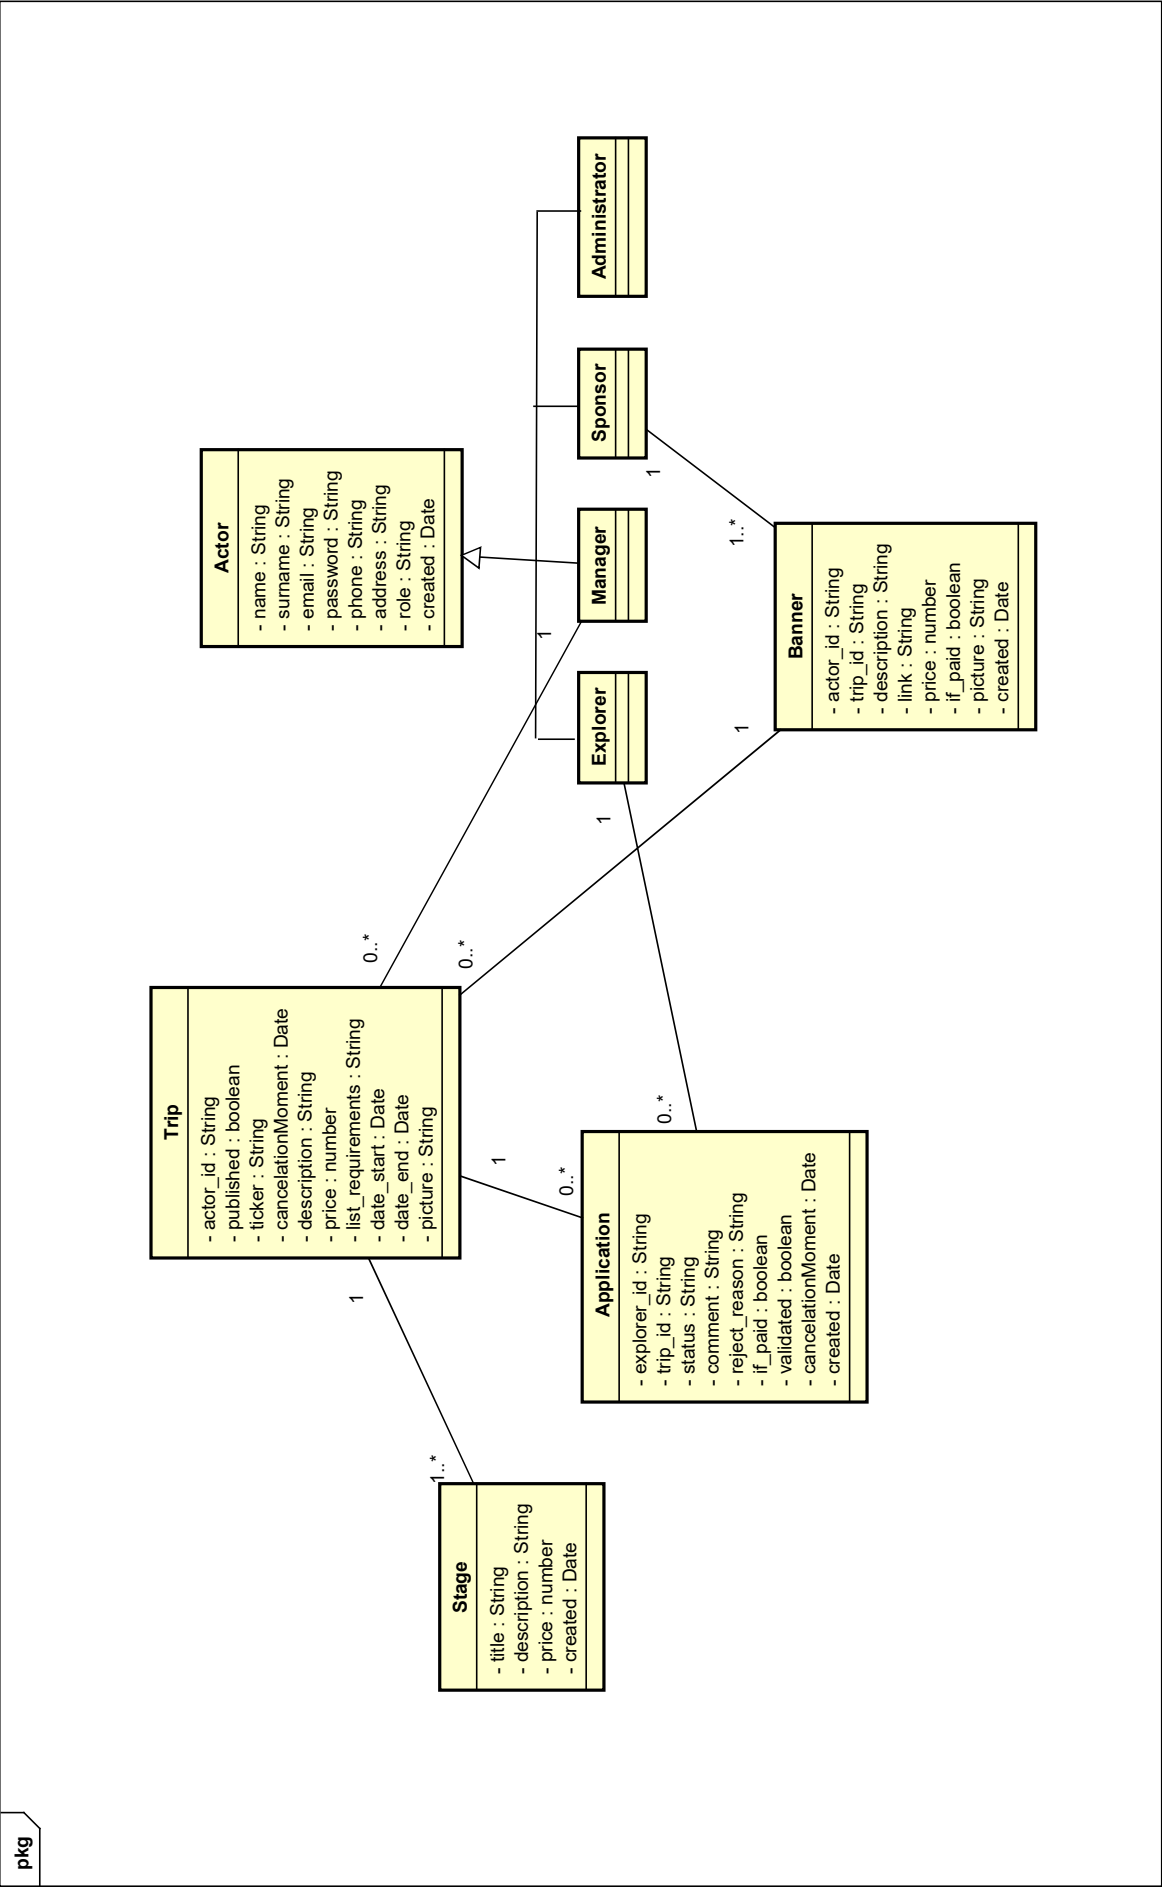 pkg
Trip
- actor_id : String
- published : boolean
- ticker : String
- cancelationMoment : Date
- description : String
- price : number
- list_requirements : String
- date_start : Date
- date_end : Date
- picture : String
Actor
- name : String
- surname : String
- email : String
- password : String
- phone : String
- address : String
- role : String
- created : Date
1
0..*
0..*
1
Stage
- title : String
- description : String
- price : number
- created : Date
1..*
1
0..*
Application
- explorer_id : String
- trip_id : String
- status : String
- comment : String
- reject_reason : String
- if_paid : boolean
- validated : boolean
- cancelationMoment : Date
- created : Date
0..*
1
Explorer
Manager
Sponsor
Administrator
1
1
1..*
Banner
- actor_id : String
- trip_id : String
- description : String
- link : String
- price : number
- if_paid : boolean
- picture : String
- created : Date